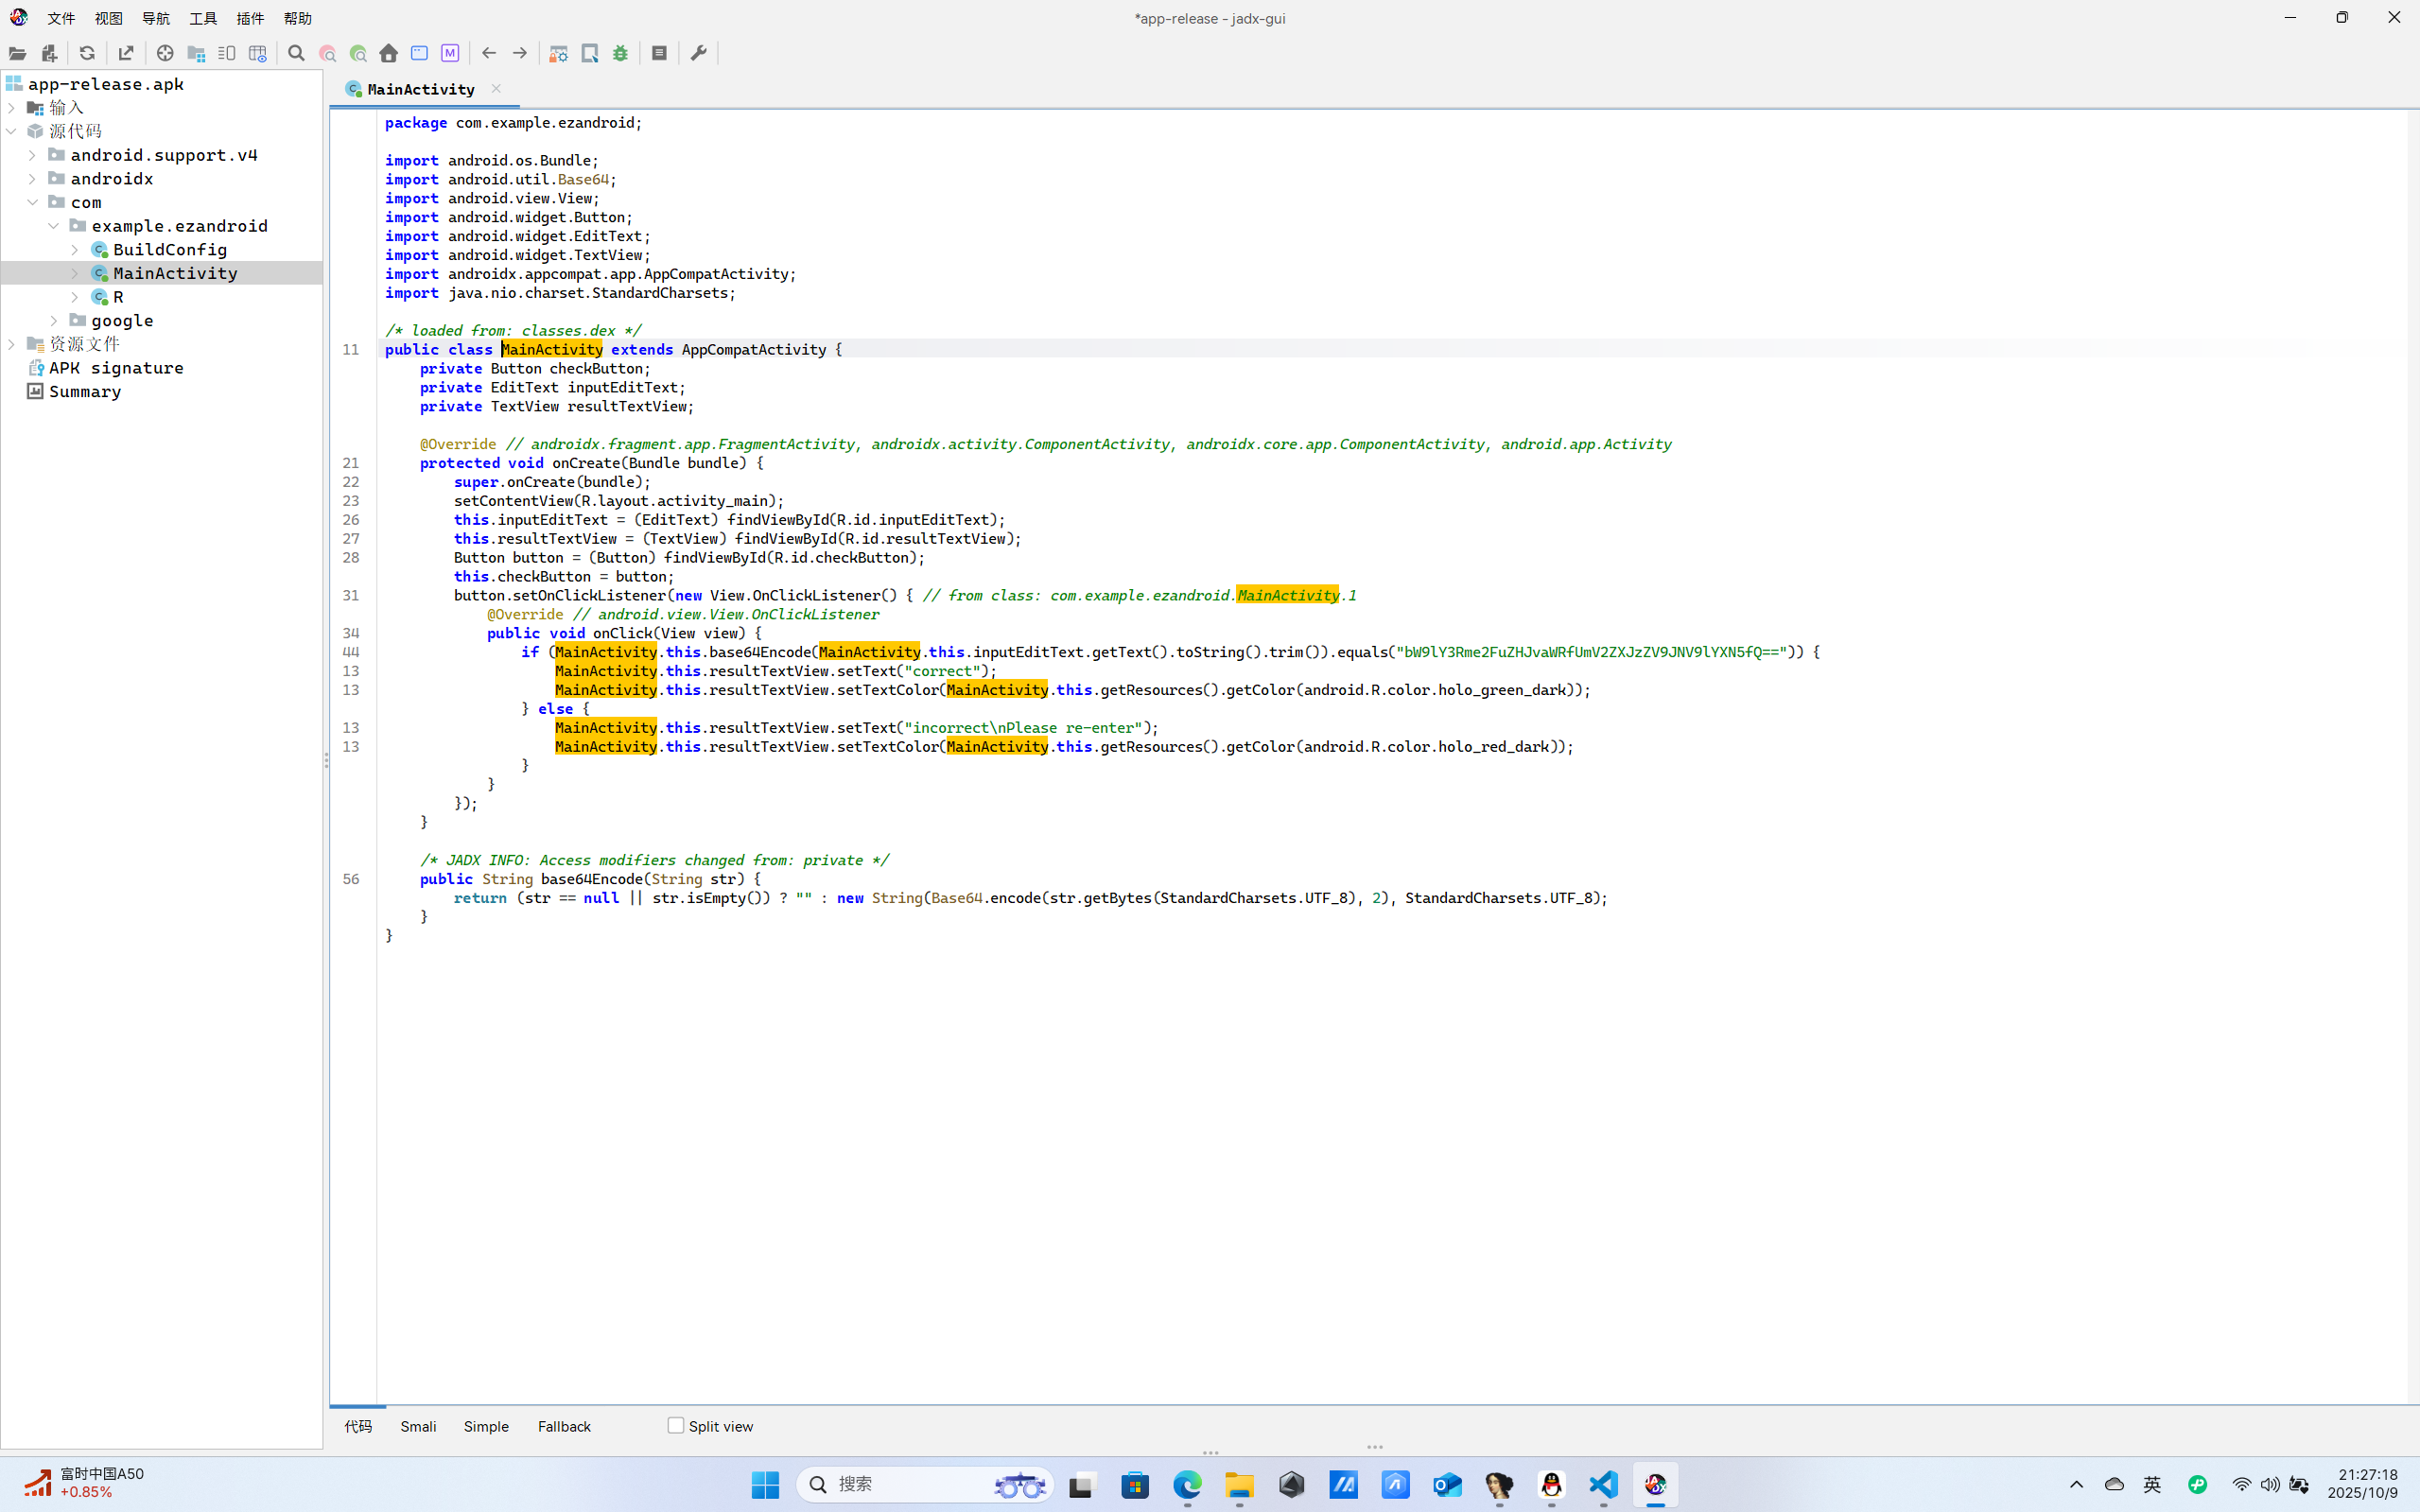 文件 视图 导航 工具 插件 帮助
*app-release - jadx-gui
app-release.apk
输入
源代码
android.support.v4
androidx
com
example.ezandroid
BuildConfig
MainActivity
R
google
资源文件
APK signature
Summary
MainActivity
package com.example.ezandroid;
import android.os.Bundle;
import android.util.Base64;
import android.view.View;
import android.widget.Button;
import android.widget.EditText;
import android.widget.TextView;
import androidx.appcompat.app.AppCompatActivity;
import java.nio.charset.StandardCharsets;
/* loaded from: classes.dex */
11 public class MainActivity extends AppCompatActivity {
private Button checkButton;
private EditText inputEditText;
private TextView resultTextView;
@Override // androidx.fragment.app.FragmentActivity, androidx.activity.ComponentActivity, androidx.core.app.ComponentActivity, android.app.Activity
21 protected void onCreate(Bundle bundle) {
22 super.onCreate(bundle);
23 setContentView(R.layout.activity_main);
26 this.inputEditText = (EditText) findViewById(R.id.inputEditText);
27 this.resultTextView = (TextView) findViewById(R.id.resultTextView);
28 Button button = (Button) findViewById(R.id.checkButton);
this.checkButton = button;
31 button.setOnClickListener(new View.OnClickListener() { // from class: com.example.ezandroid.MainActivity.1
@Override // android.view.View.OnClickListener
34 public void onClick(View view) {
44 if (MainActivity.this.base64Encode(MainActivity.this.inputEditText.getText().toString().trim()).equals("bW9lY3Rme2FuZHJvaWRfUmV2ZXJzZV9JNV9lYXN5fQ==")) {
13 MainActivity.this.resultTextView.setText("correct");
13 MainActivity.this.resultTextView.setTextColor(MainActivity.this.getResources().getColor(android.R.color.holo_green_dark));
} else {
13 MainActivity.this.resultTextView.setText("incorrect\nPlease re-enter");
13 MainActivity.this.resultTextView.setTextColor(MainActivity.this.getResources().getColor(android.R.color.holo_red_dark));
}
}
});
}
/* JADX INFO: Access modifiers changed from: private */
56 public String base64Encode(String str) {
return (str == null || str.isEmpty()) ? "" : new String(Base64.encode(str.getBytes(StandardCharsets.UTF_8), 2), StandardCharsets.UTF_8);
}
}
代码 Smali Simple Fallback Split view
富时中国A50
+0.85%
搜索
英
21:27:18
2025/10/9